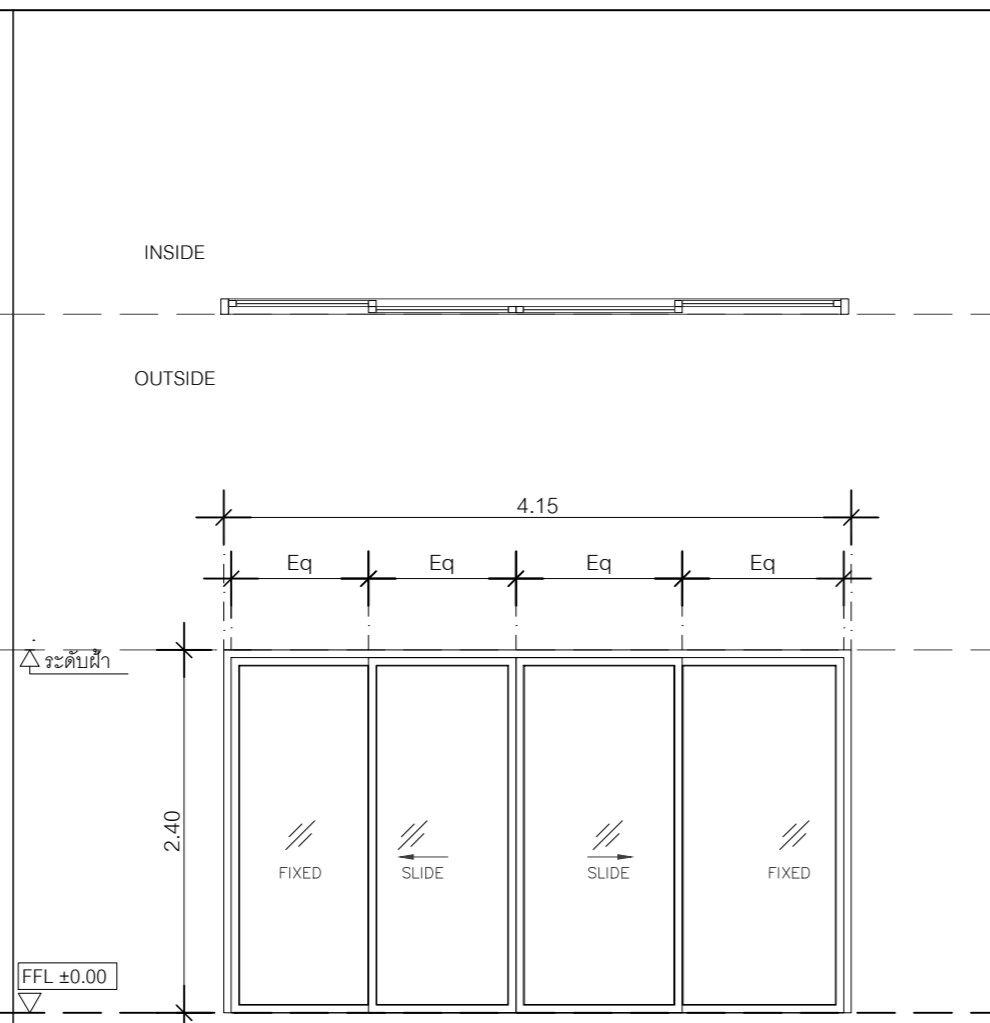 INSIDE
OUTSIDE
4.15
Eq Eq Eq Eq
ระดับฝ้า
2.40
FIXED SLIDE SLIDE FIXED
FFL ±0.00